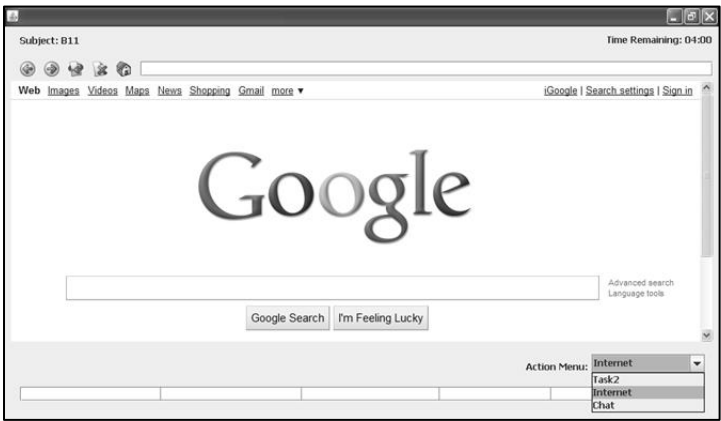 Subject: B11
Time Remaining: 04:00
Web Images Videos Maps News Shopping Gmail more ▼
iGoogle | Search settings | Sign in
Google
Advanced search
Language tools
Google Search
I'm Feeling Lucky
Action Menu: Internet
Task2
Internet
Chat